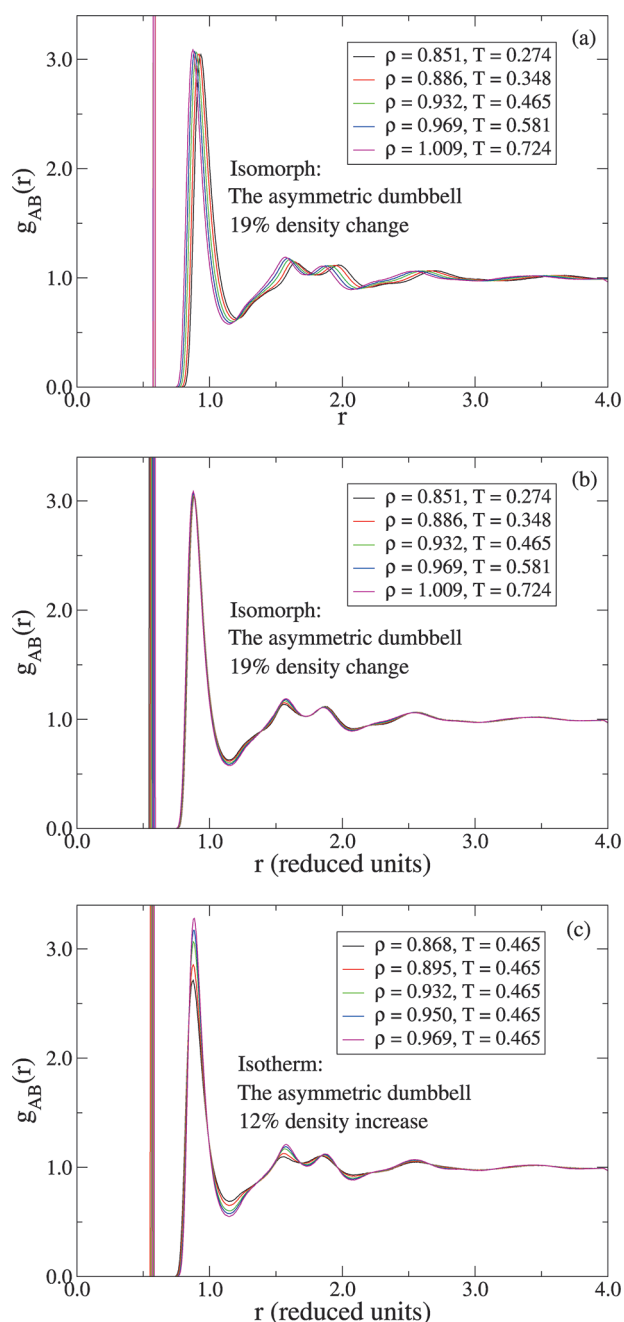 (a)
3.0
2.0
1.0
0.0
g_AB(r)
ρ = 0.851, T = 0.274
ρ = 0.886, T = 0.348
ρ = 0.932, T = 0.465
ρ = 0.969, T = 0.581
ρ = 1.009, T = 0.724
Isomorph:
The asymmetric dumbbell
19% density change
0.0 1.0 2.0 3.0 4.0
r
(b)
3.0
2.0
1.0
0.0
g_AB(r)
ρ = 0.851, T = 0.274
ρ = 0.886, T = 0.348
ρ = 0.932, T = 0.465
ρ = 0.969, T = 0.581
ρ = 1.009, T = 0.724
Isomorph:
The asymmetric dumbbell
19% density change
0.0 1.0 2.0 3.0 4.0
r (reduced units)
(c)
3.0
2.0
1.0
0.0
g_AB(r)
ρ = 0.868, T = 0.465
ρ = 0.895, T = 0.465
ρ = 0.932, T = 0.465
ρ = 0.950, T = 0.465
ρ = 0.969, T = 0.465
Isotherm:
The asymmetric dumbbell
12% density increase
0.0 1.0 2.0 3.0 4.0
r (reduced units)